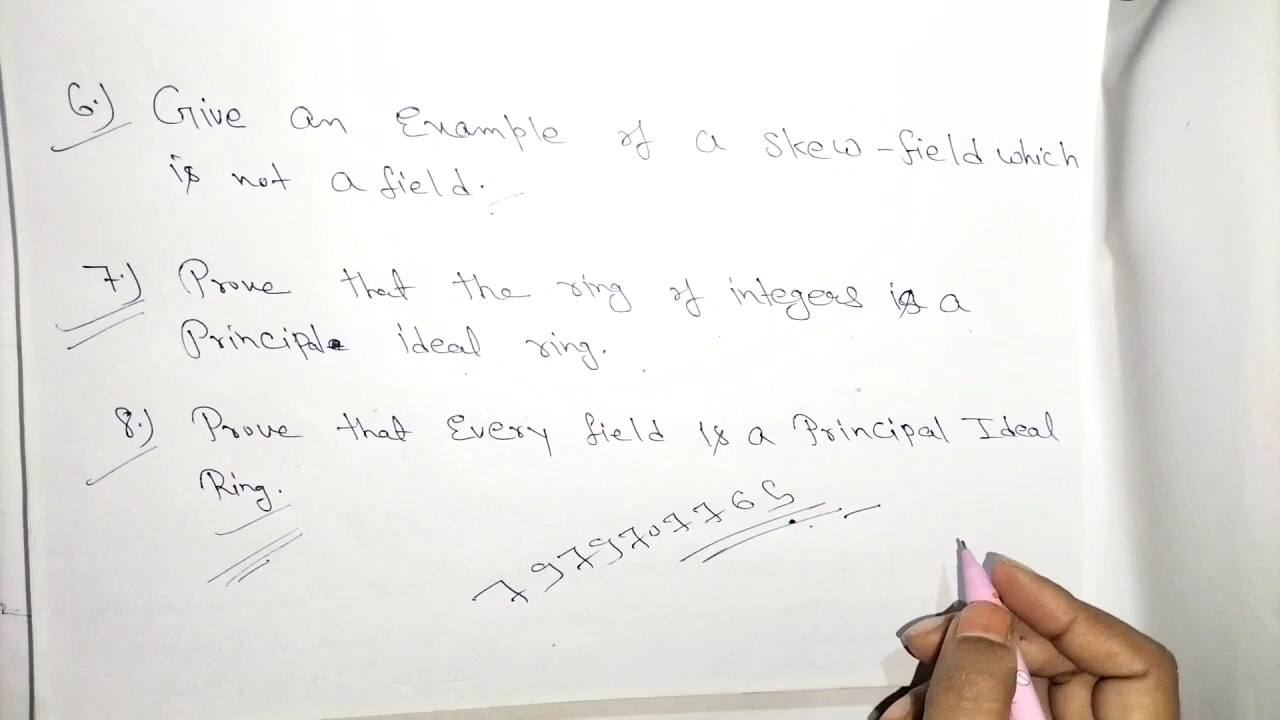 6.) Give an Example of a skew-field which
is not a field.
7.) Prove that the ring of integers is a
Principle ideal ring.
8.) Prove that Every field is a Principal Ideal
Ring.
7979707765